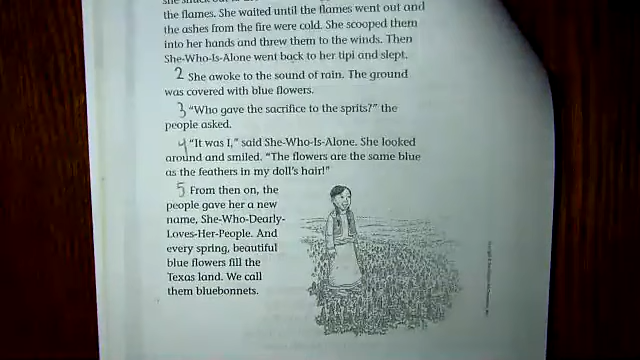 the flames. She waited until the flames went out and
the ashes from the fire were cold. She scooped them
into her hands and threw them to the winds. Then
She-Who-Is-Alone went back to her tipi and slept.
2 She awoke to the sound of rain. The ground
was covered with blue flowers.
3 "Who gave the sacrifice to the sprits?" the
people asked.
4 "It was I," said She-Who-Is-Alone. She looked
around and smiled. "The flowers are the same blue
as the feathers in my doll's hair!"
5 From then on, the
people gave her a new
name, She-Who-Dearly-
Loves-Her-People. And
every spring, beautiful
blue flowers fill the
Texas land. We call
them bluebonnets.